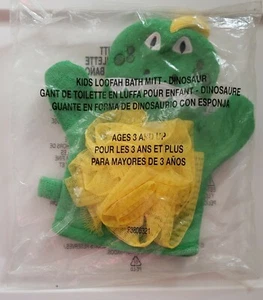 KIDS LOOFAH BATH MITT - DINOSAUR
GANT DE TOILETTE EN LUFFA POUR ENFANT - DINOSAURE
GUANTE EN FORMA DE DINOSAURIO CON ESPONJA
AGES 3 AND UP
POUR LES 3 ANS ET PLUS
PARA MAYORES DE 3 AÑOS